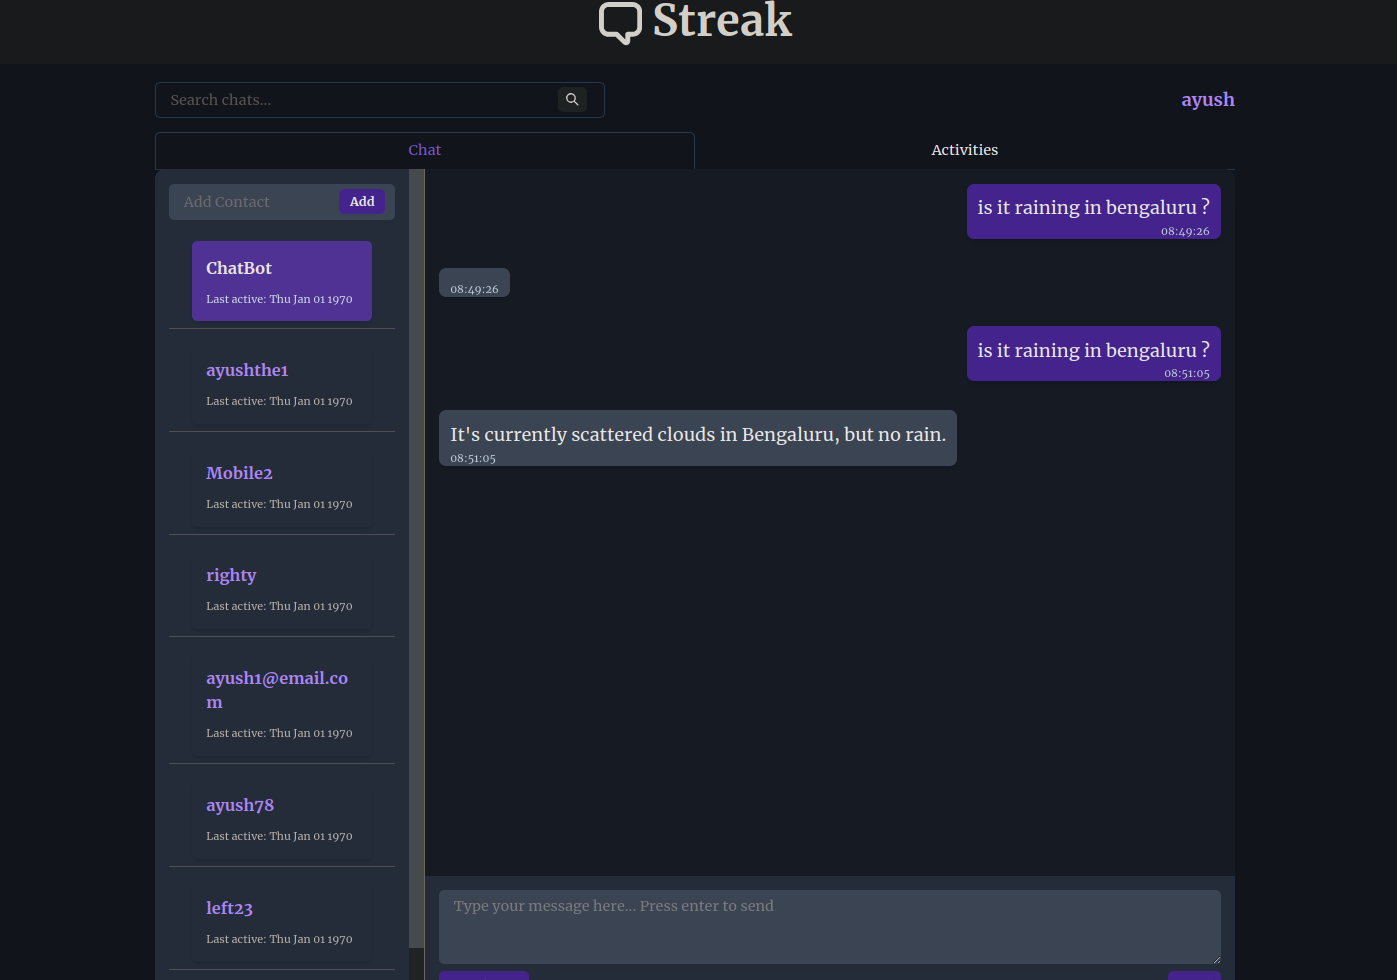 Streak
Search chats...
ayush
Chat
Activities
Add Contact
Add
ChatBot
Last active: Thu Jan 01 1970
ayushthe1
Last active: Thu Jan 01 1970
Mobile2
Last active: Thu Jan 01 1970
righty
Last active: Thu Jan 01 1970
ayush1@email.co
m
Last active: Thu Jan 01 1970
ayush78
Last active: Thu Jan 01 1970
left23
Last active: Thu Jan 01 1970
is it raining in bengaluru ?
08:49:26
08:49:26
is it raining in bengaluru ?
08:51:05
It's currently scattered clouds in Bengaluru, but no rain.
08:51:05
Type your message here... Press enter to send